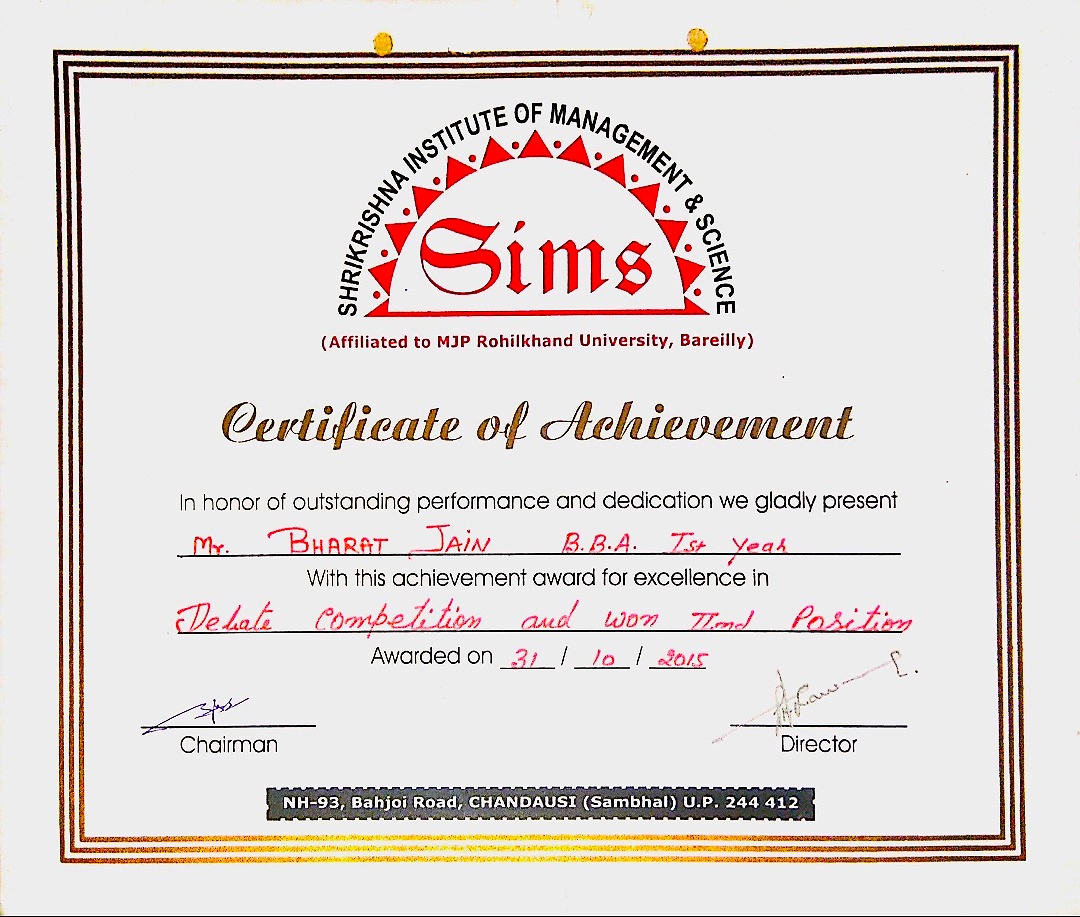 SHRIKRISHNA INSTITUTE OF MANAGEMENT & SCIENCE
Sims
(Affiliated to MJP Rohilkhand University, Bareilly)
Certificate of Achievement
In honor of outstanding performance and dedication we gladly present
Mr. BHARAT JAIN B.B.A. Ist year
With this achievement award for excellence in
Debate Competition and won IInd Position
Awarded on 31 / 10 / 2015
Chairman
Director
NH-93, Bahjoi Road, CHANDAUSI (Sambhal) U.P. 244 412